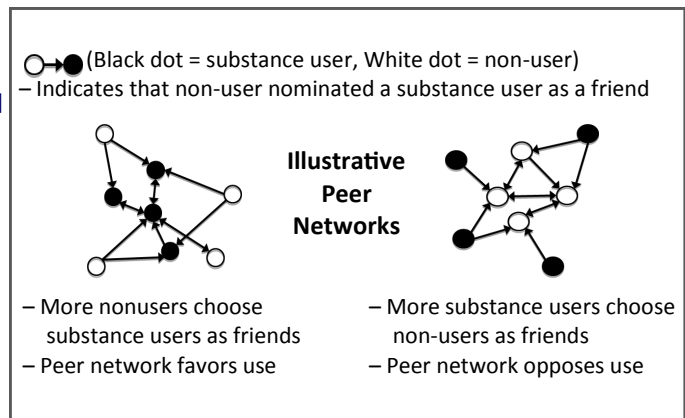 (Black dot = substance user, White dot = non-user)
– Indicates that non-user nominated a substance user as a friend
Illustrative
Peer
Networks
– More nonusers choose
substance users as friends
– Peer network favors use
– More substance users choose
non-users as friends
– Peer network opposes use